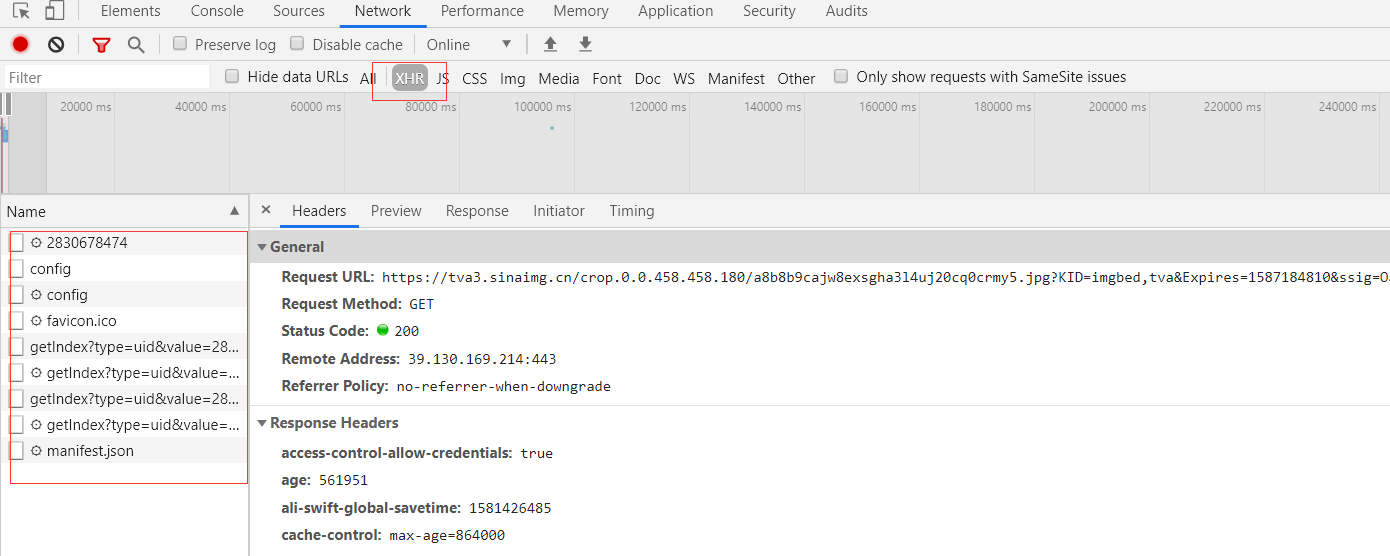 Elements Console Sources Network Performance Memory Application Security Audits
Preserve log Disable cache Online
Filter Hide data URLs All XHR JS CSS Img Media Font Doc WS Manifest Other Only show requests with SameSite issues
20000 ms 40000 ms 60000 ms 80000 ms 100000 ms 120000 ms 140000 ms 160000 ms 180000 ms 200000 ms 220000 ms 240000 ms
Name
Headers Preview Response Initiator Timing
2830678474
config
config
favicon.ico
getIndex?type=uid&value=28...
getIndex?type=uid&value=...
getIndex?type=uid&value=28...
getIndex?type=uid&value=...
manifest.json
General
Request URL: https://tva3.sinaimg.cn/crop.0.0.458.458.180/a8b8b9cajw8exsgha3l4uj20cq0crmy5.jpg?KID=imgbed,tva&Expires=1587184810&ssig=O
Request Method: GET
Status Code: 200
Remote Address: 39.130.169.214:443
Referrer Policy: no-referrer-when-downgrade
Response Headers
access-control-allow-credentials: true
age: 561951
ali-swift-global-savetime: 1581426485
cache-control: max-age=864000